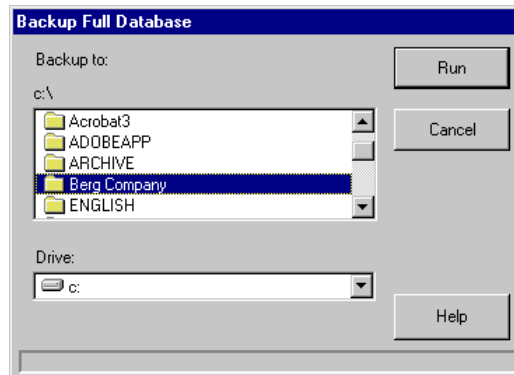 Backup Full Database
Backup to:
c:\
Acrobat3
ADOBEAPP
ARCHIVE
Berg Company
ENGLISH
Drive:
c:
Run
Cancel
Help